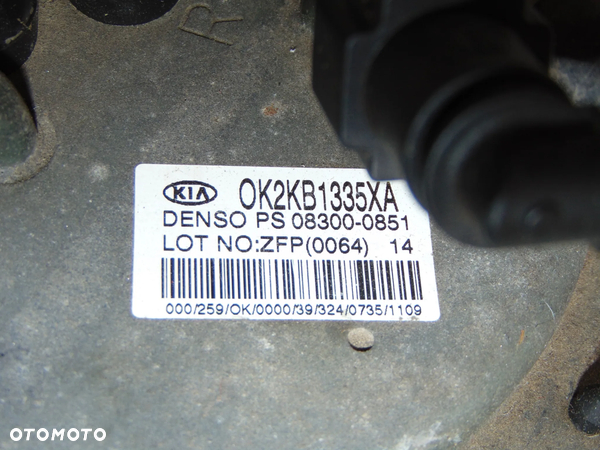 R
KIA OK2KB1335XA
DENSO PS 08300-0851
LOT NO:ZFP(0064) 14
000/259/OK/0000/39/324/0735/1109
OTOMOTO